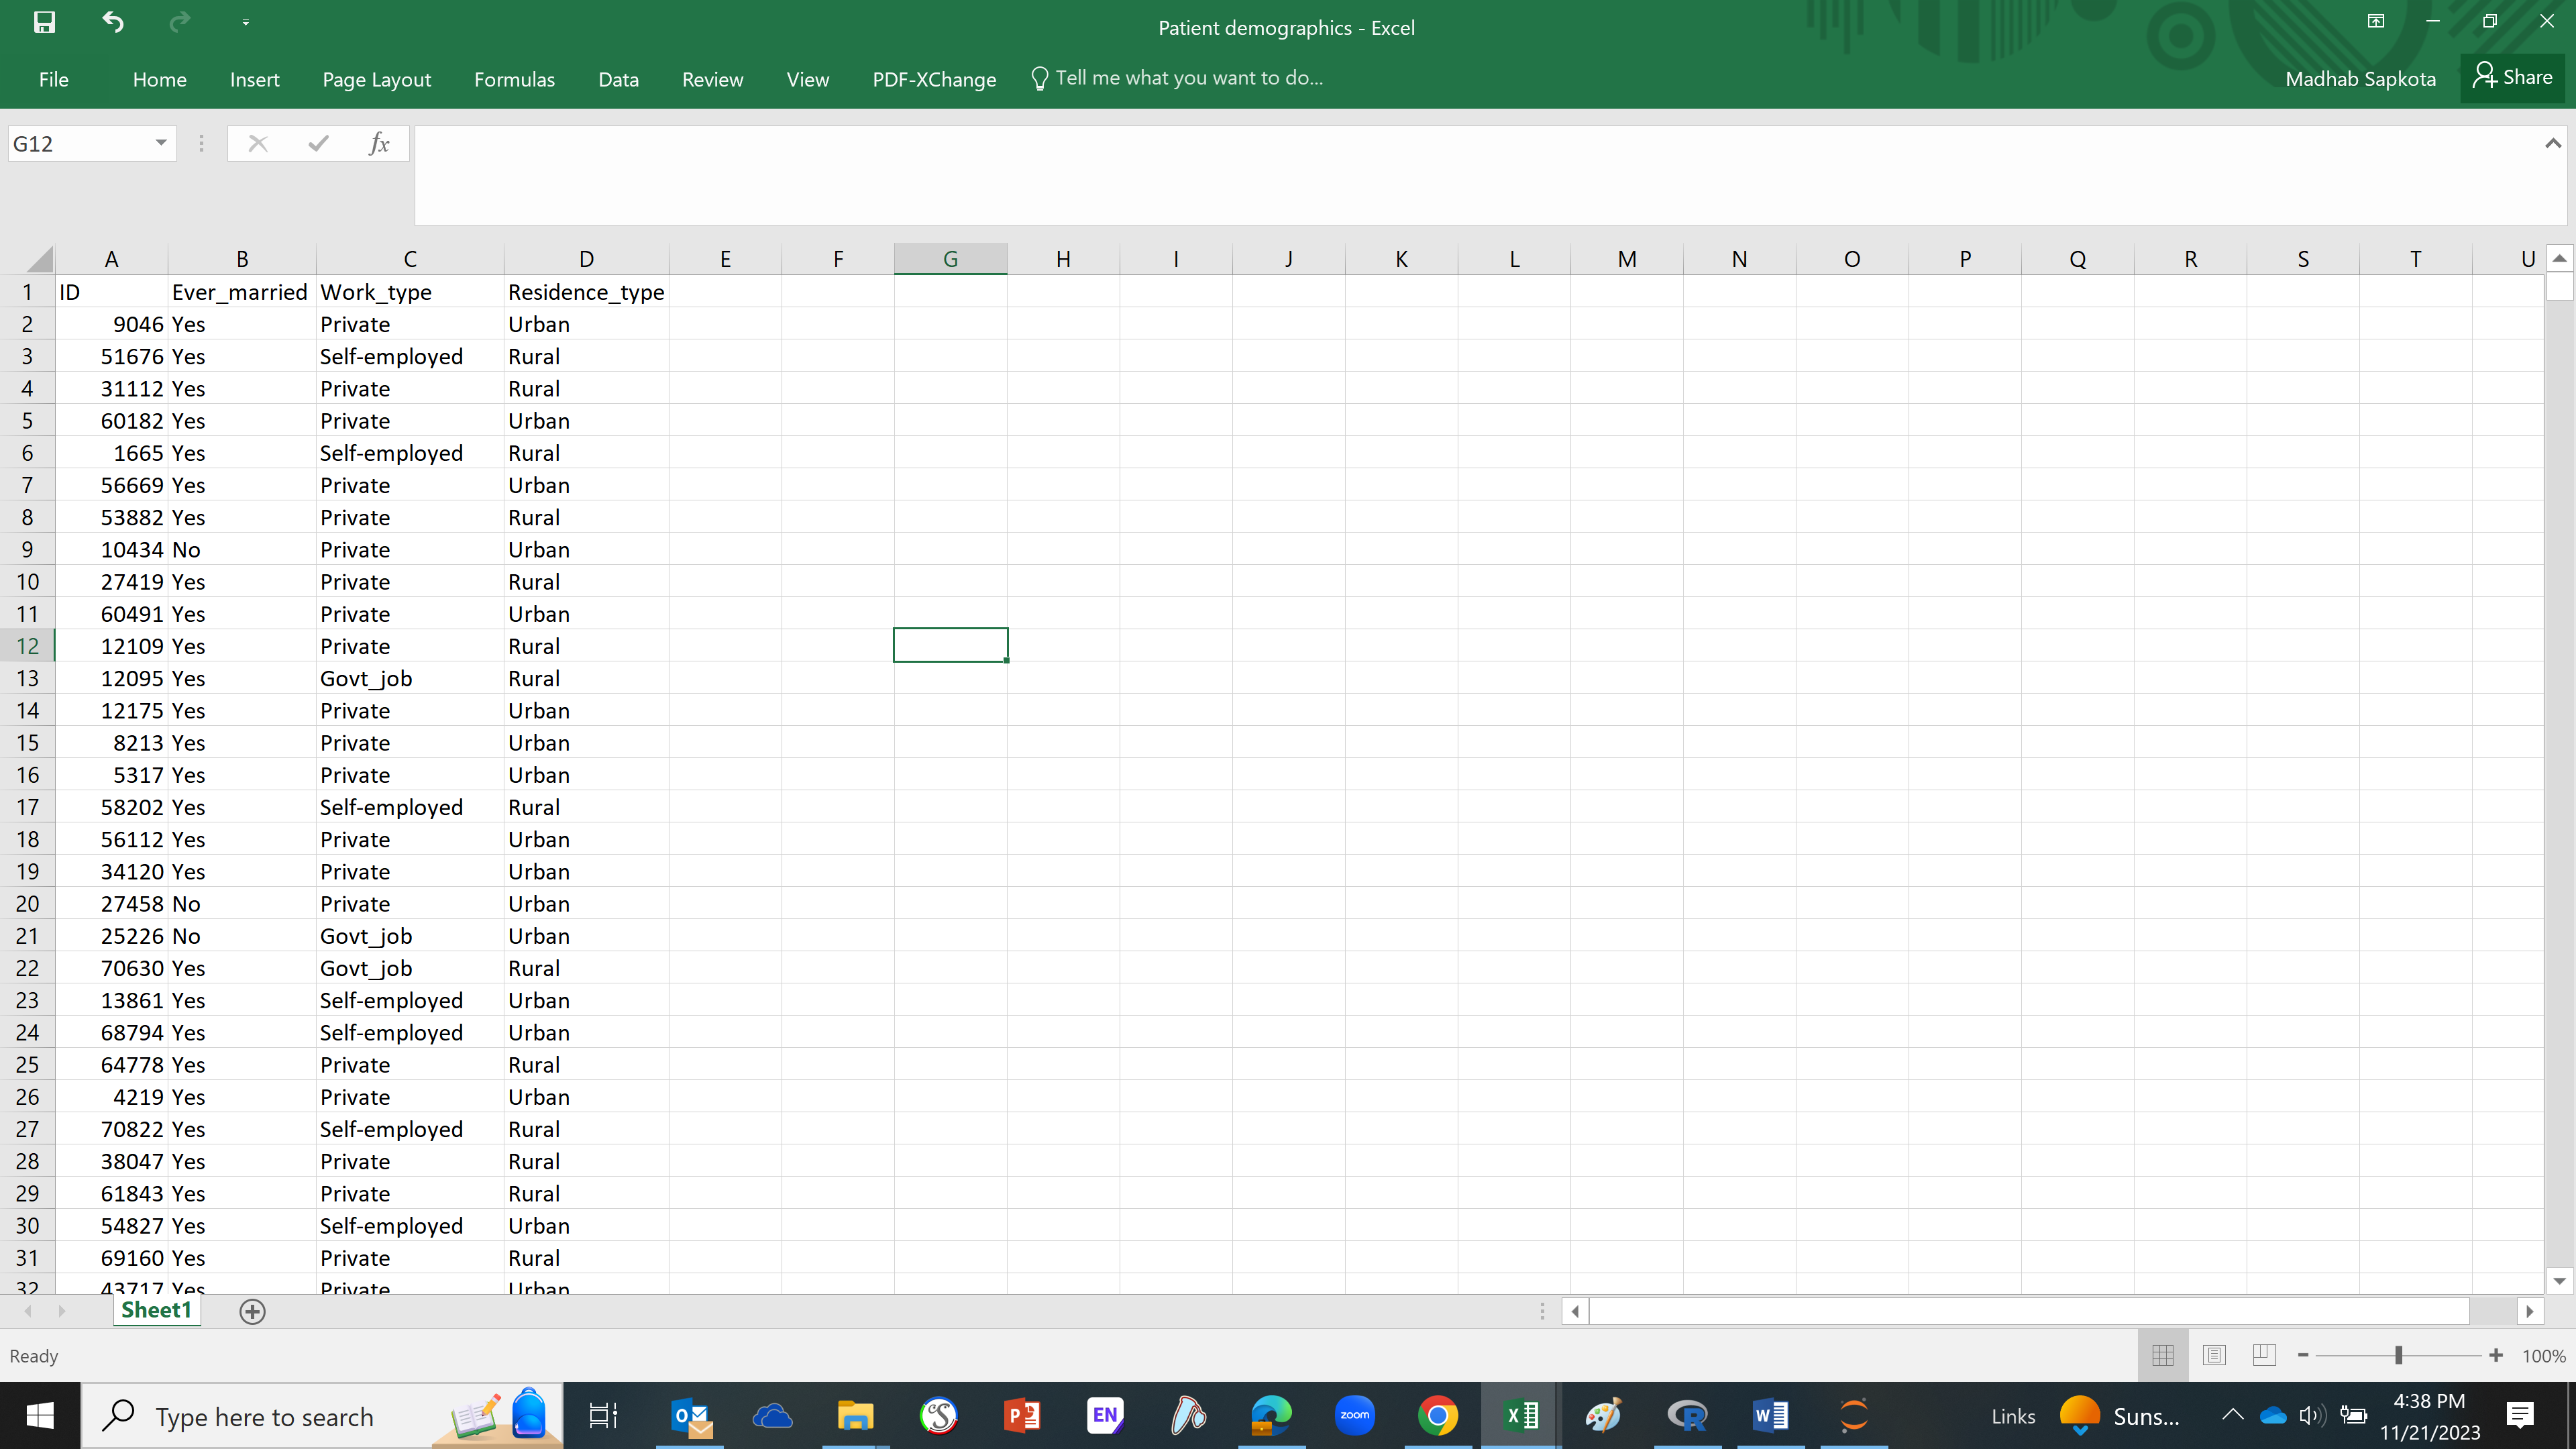 Patient demographics - Excel
File Home Insert Page Layout Formulas Data Review View PDF-XChange Tell me what you want to do... Madhab Sapkota Share
G12 fx
A B C D E F G H I J K L M N O P Q R S T U
1 ID Ever_married Work_type Residence_type
2 9046 Yes Private Urban
3 51676 Yes Self-employed Rural
4 31112 Yes Private Rural
5 60182 Yes Private Urban
6 1665 Yes Self-employed Rural
7 56669 Yes Private Urban
8 53882 Yes Private Rural
9 10434 No Private Urban
10 27419 Yes Private Rural
11 60491 Yes Private Urban
12 12109 Yes Private Rural
13 12095 Yes Govt_job Rural
14 12175 Yes Private Urban
15 8213 Yes Private Urban
16 5317 Yes Private Urban
17 58202 Yes Self-employed Rural
18 56112 Yes Private Urban
19 34120 Yes Private Urban
20 27458 No Private Urban
21 25226 No Govt_job Urban
22 70630 Yes Govt_job Rural
23 13861 Yes Self-employed Urban
24 68794 Yes Self-employed Urban
25 64778 Yes Private Rural
26 4219 Yes Private Urban
27 70822 Yes Self-employed Rural
28 38047 Yes Private Rural
29 61843 Yes Private Rural
30 54827 Yes Self-employed Urban
31 69160 Yes Private Rural
32 43717 Yes Private Urban
Sheet1
Ready 100%
Type here to search EN zoom Links Suns... 4:38 PM
11/21/2023